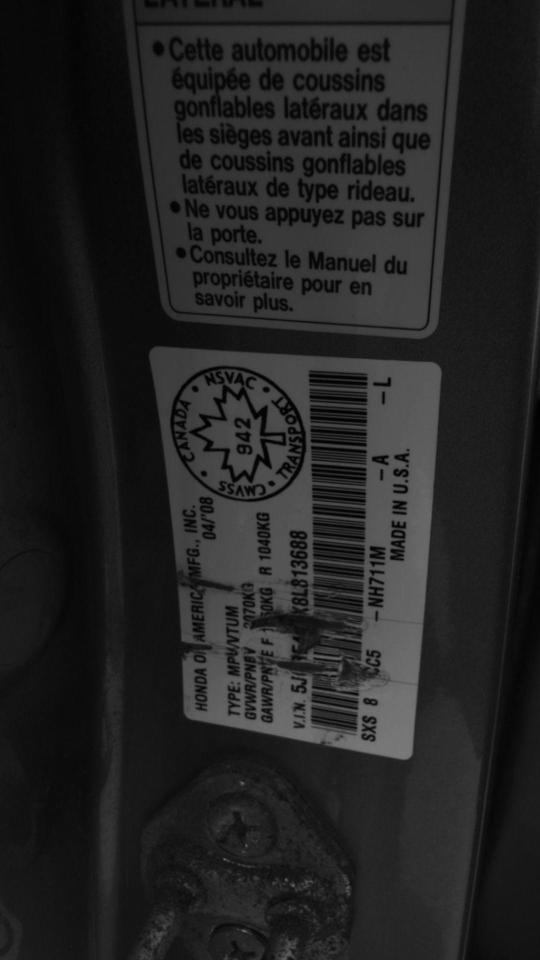 LATERAL
• Cette automobile est
équipée de coussins
gonflables latéraux dans
les sièges avant ainsi que
de coussins gonflables
latéraux de type rideau.
• Ne vous appuyez pas sur
la porte.
• Consultez le Manuel du
propriétaire pour en
savoir plus.
CANADA • NSVAC • TRANSPORT • CMVSS •
942
HONDA OF AMERICA MFG., INC.
04/'08
TYPE: MPV/VTUM
GVWR/PNBV 2070KG
GAWR/PNBE F R 1040KG
V.I.N.
SXS 8 – NH711M – A – L
MADE IN U.S.A.